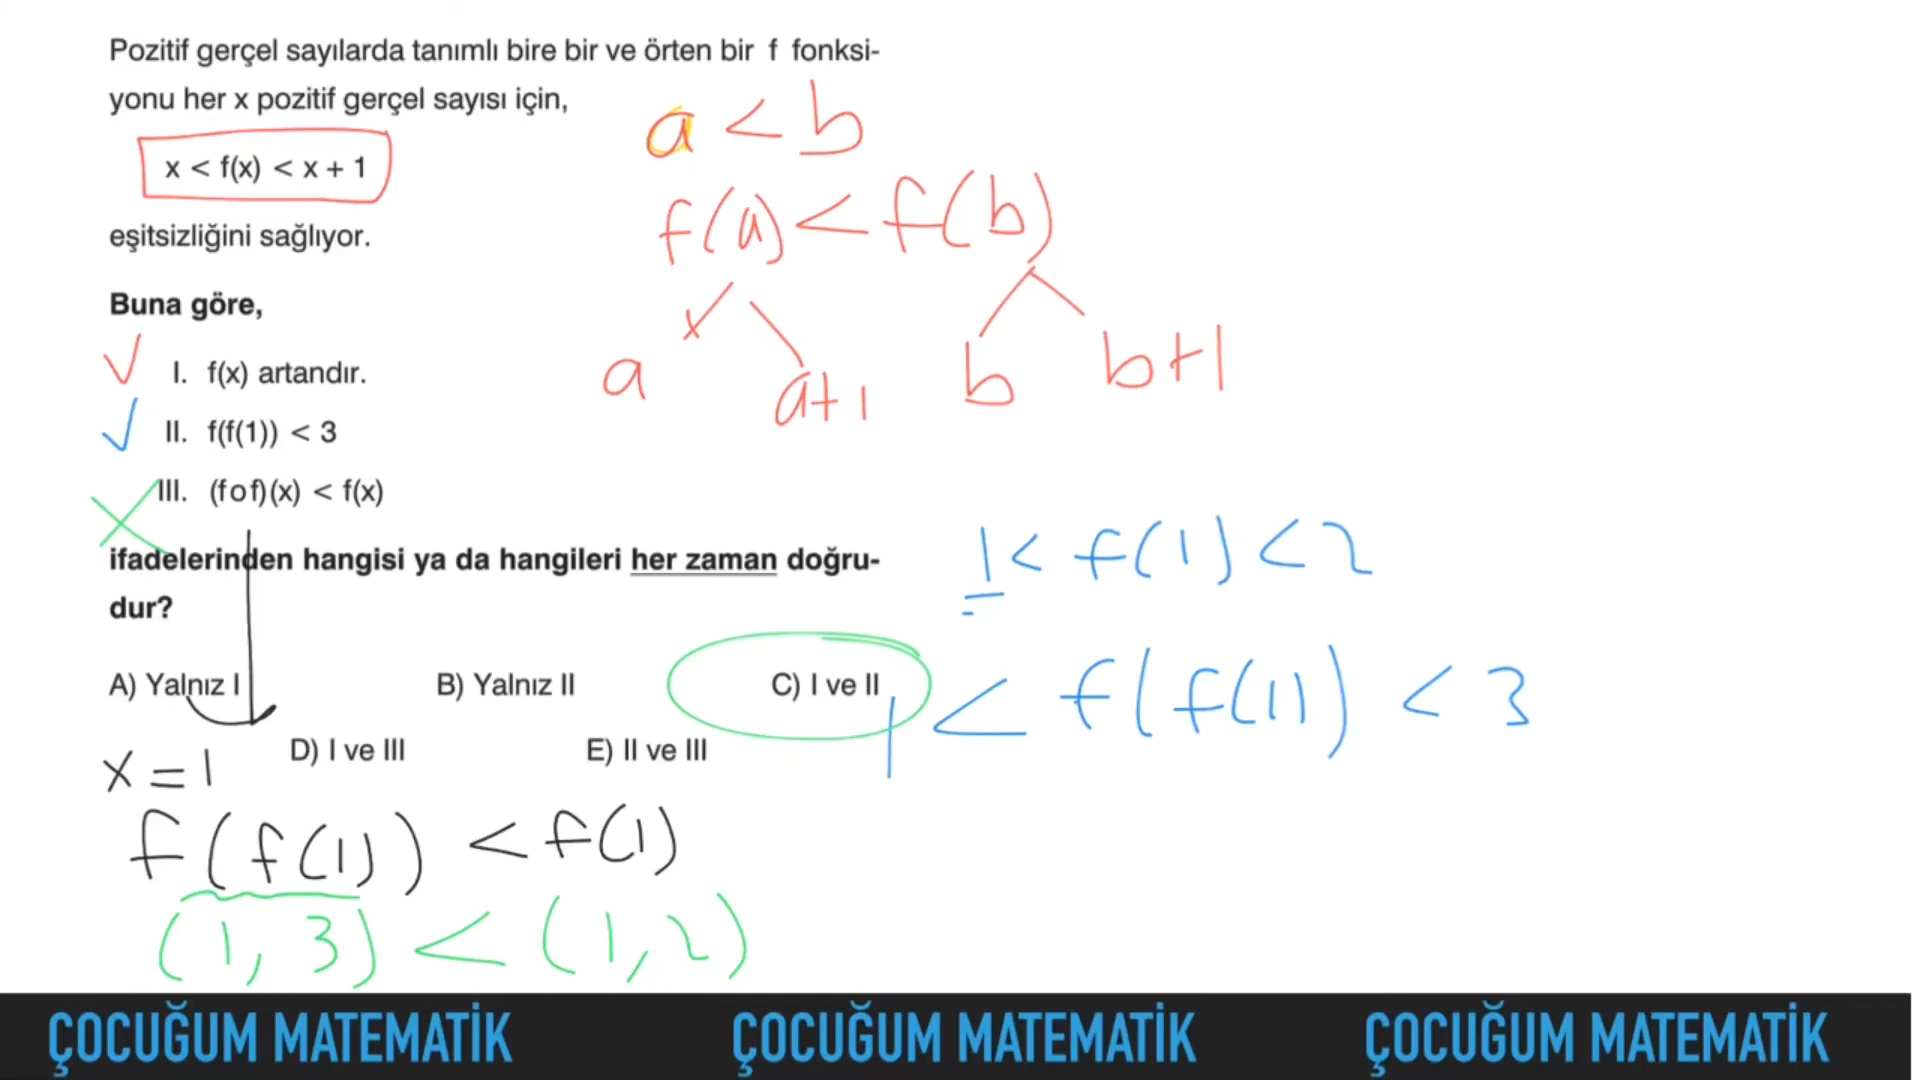 Pozitif gerçel sayılarda tanımlı bire bir ve örten bir f fonksi-
yonu her x pozitif gerçel sayısı için,
x < f(x) < x + 1
eşitsizliğini sağlıyor.
Buna göre,
I. f(x) artandır.
II. f(f(1)) < 3
III. (fof)(x) < f(x)
ifadelerinden hangisi ya da hangileri her zaman doğru-
dur?
A) Yalnız I B) Yalnız II C) I ve II
D) I ve III E) II ve III
a < b
f(a) < f(b)
a a+1 b b+1
1 < f(1) < 2
1 < f(f(1)) < 3
x = 1
f(f(1)) < f(1)
(1, 3) < (1, 2)
ÇOCUĞUM MATEMATİK ÇOCUĞUM MATEMATİK ÇOCUĞUM MATEMATİK